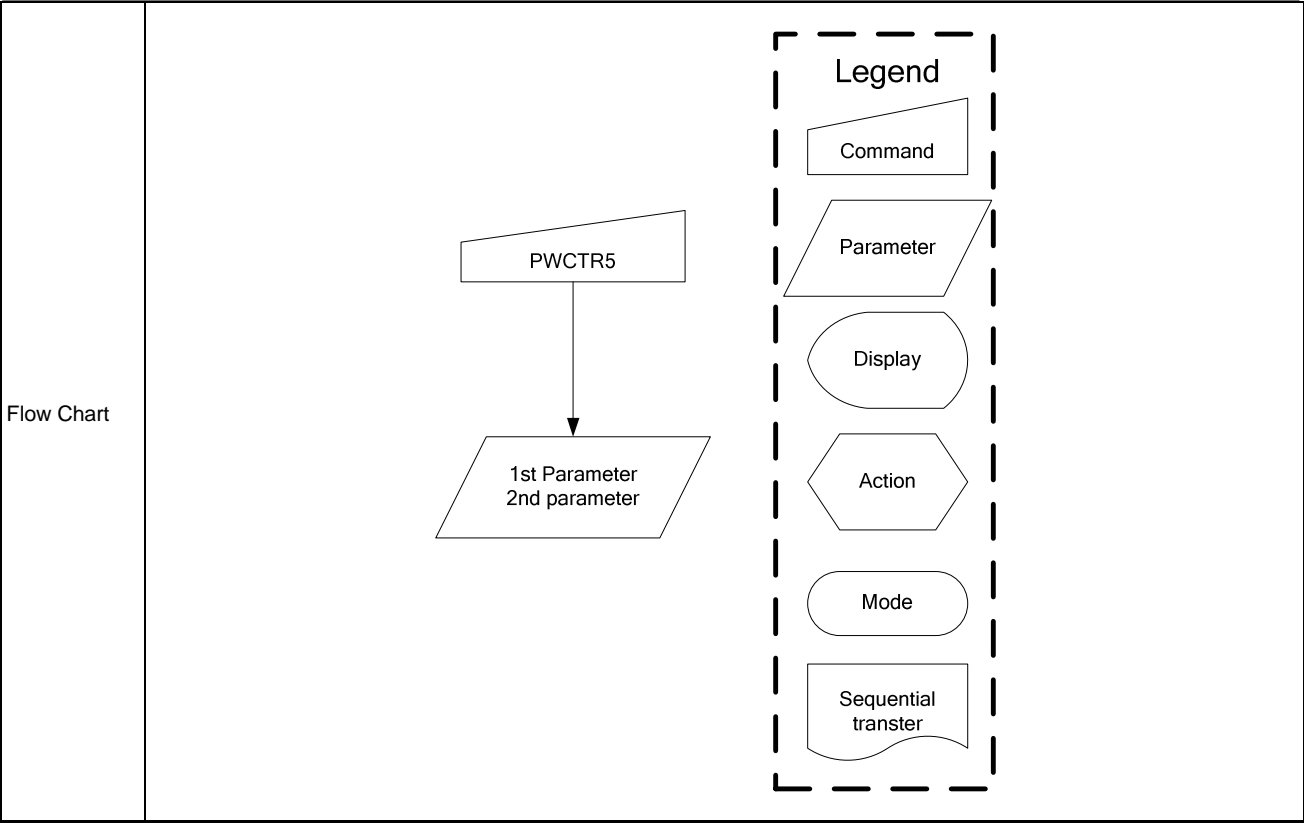 Flow Chart
PWCTR5
1st Parameter
2nd parameter
Legend
Command
Parameter
Display
Action
Mode
Sequential
transter